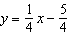 y = 1/4 x - 5/4